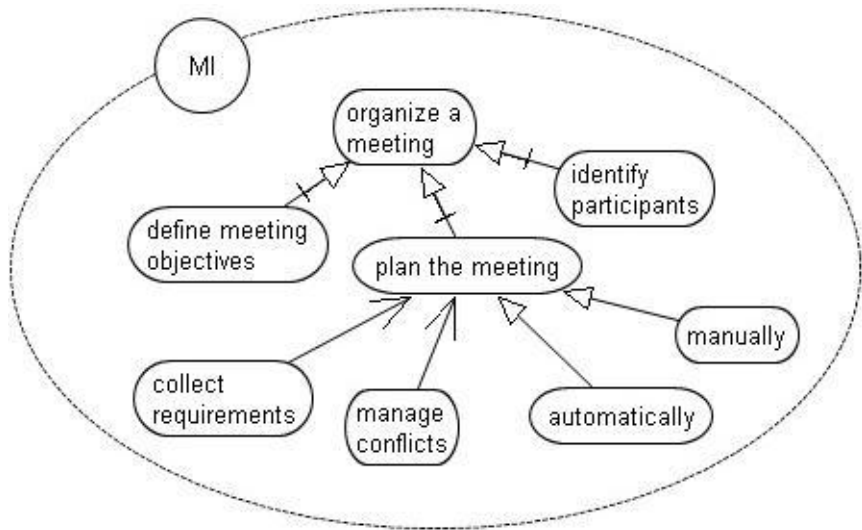 MI
organize a
meeting
identify
participants
define meeting
objectives
plan the meeting
manually
collect
requirements
manage
conflicts
automatically